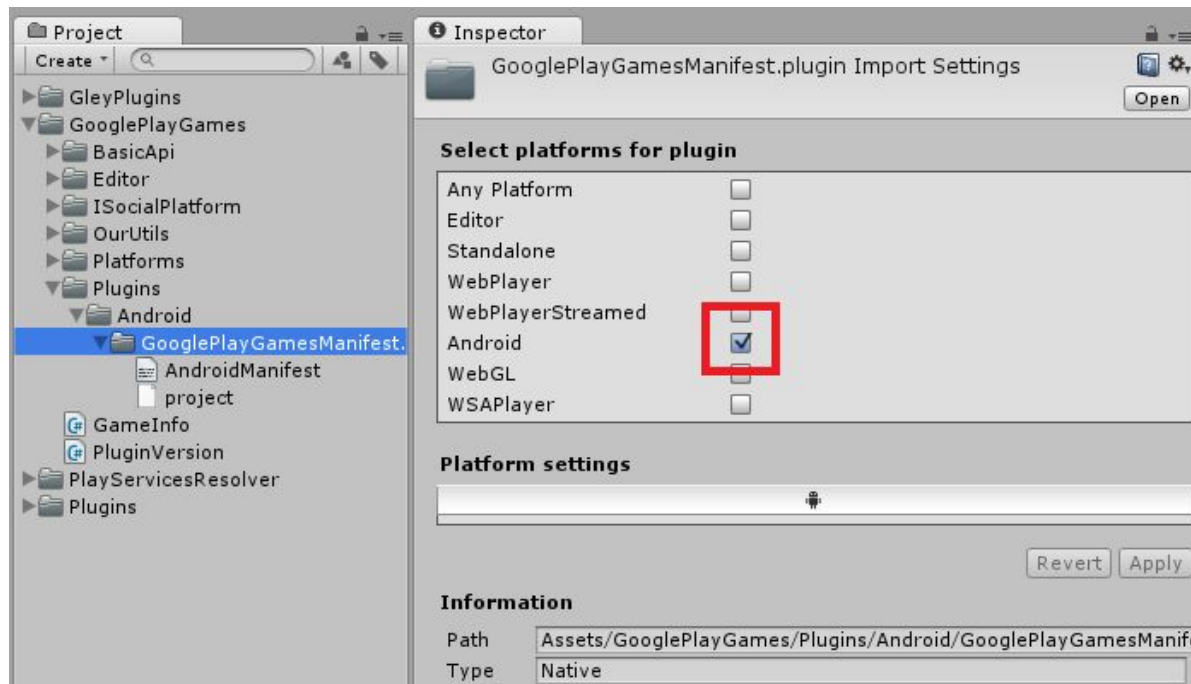 Project
Create
GleyPlugins
GooglePlayGames
BasicApi
Editor
ISocialPlatform
OurUtils
Platforms
Plugins
Android
GooglePlayGamesManifest.
AndroidManifest
project
GameInfo
PluginVersion
PlayServicesResolver
Plugins
Inspector
GooglePlayGamesManifest.plugin Import Settings
Open
Select platforms for plugin
Any Platform
Editor
Standalone
WebPlayer
WebPlayerStreamed
Android
WebGL
WSAPlayer
Platform settings
Revert Apply
Information
Path Assets/GooglePlayGames/Plugins/Android/GooglePlayGamesManif
Type Native